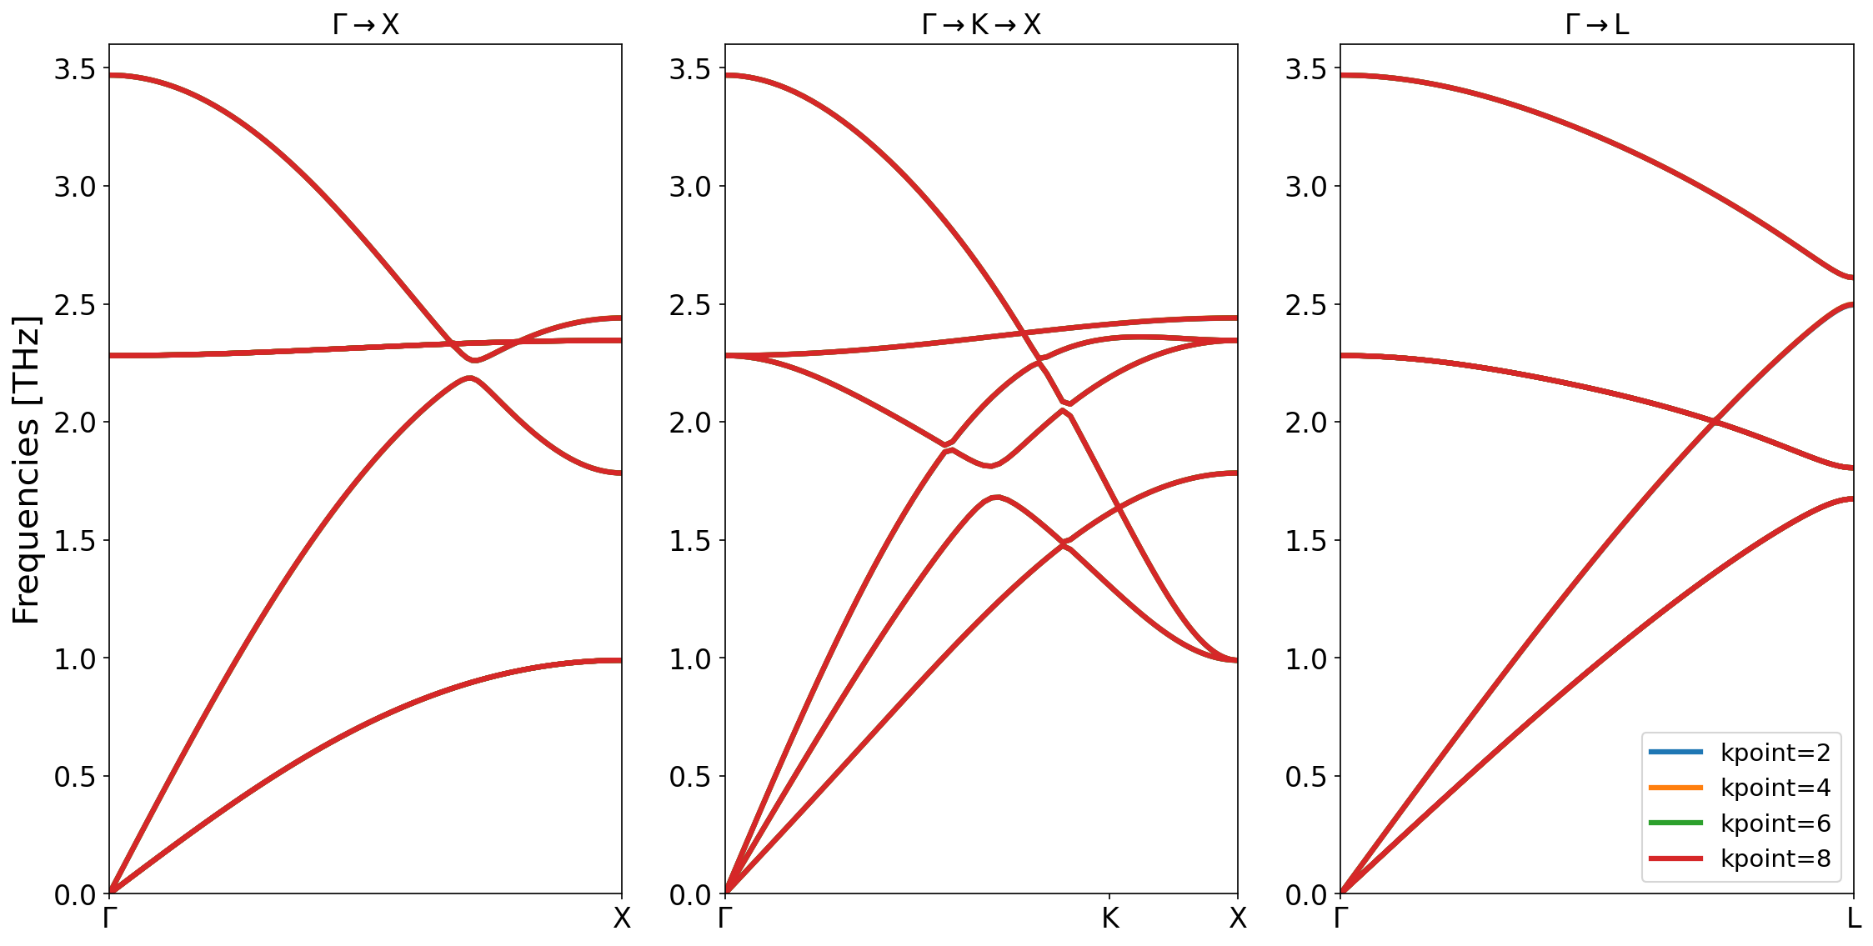 Γ→X
Γ→K→X
Γ→L
Frequencies [THz]
3.5
3.0
2.5
2.0
1.5
1.0
0.5
0.0
Γ
X
3.5
3.0
2.5
2.0
1.5
1.0
0.5
0.0
Γ
K
X
3.5
3.0
2.5
2.0
1.5
1.0
0.5
0.0
Γ
L
kpoint=2
kpoint=4
kpoint=6
kpoint=8